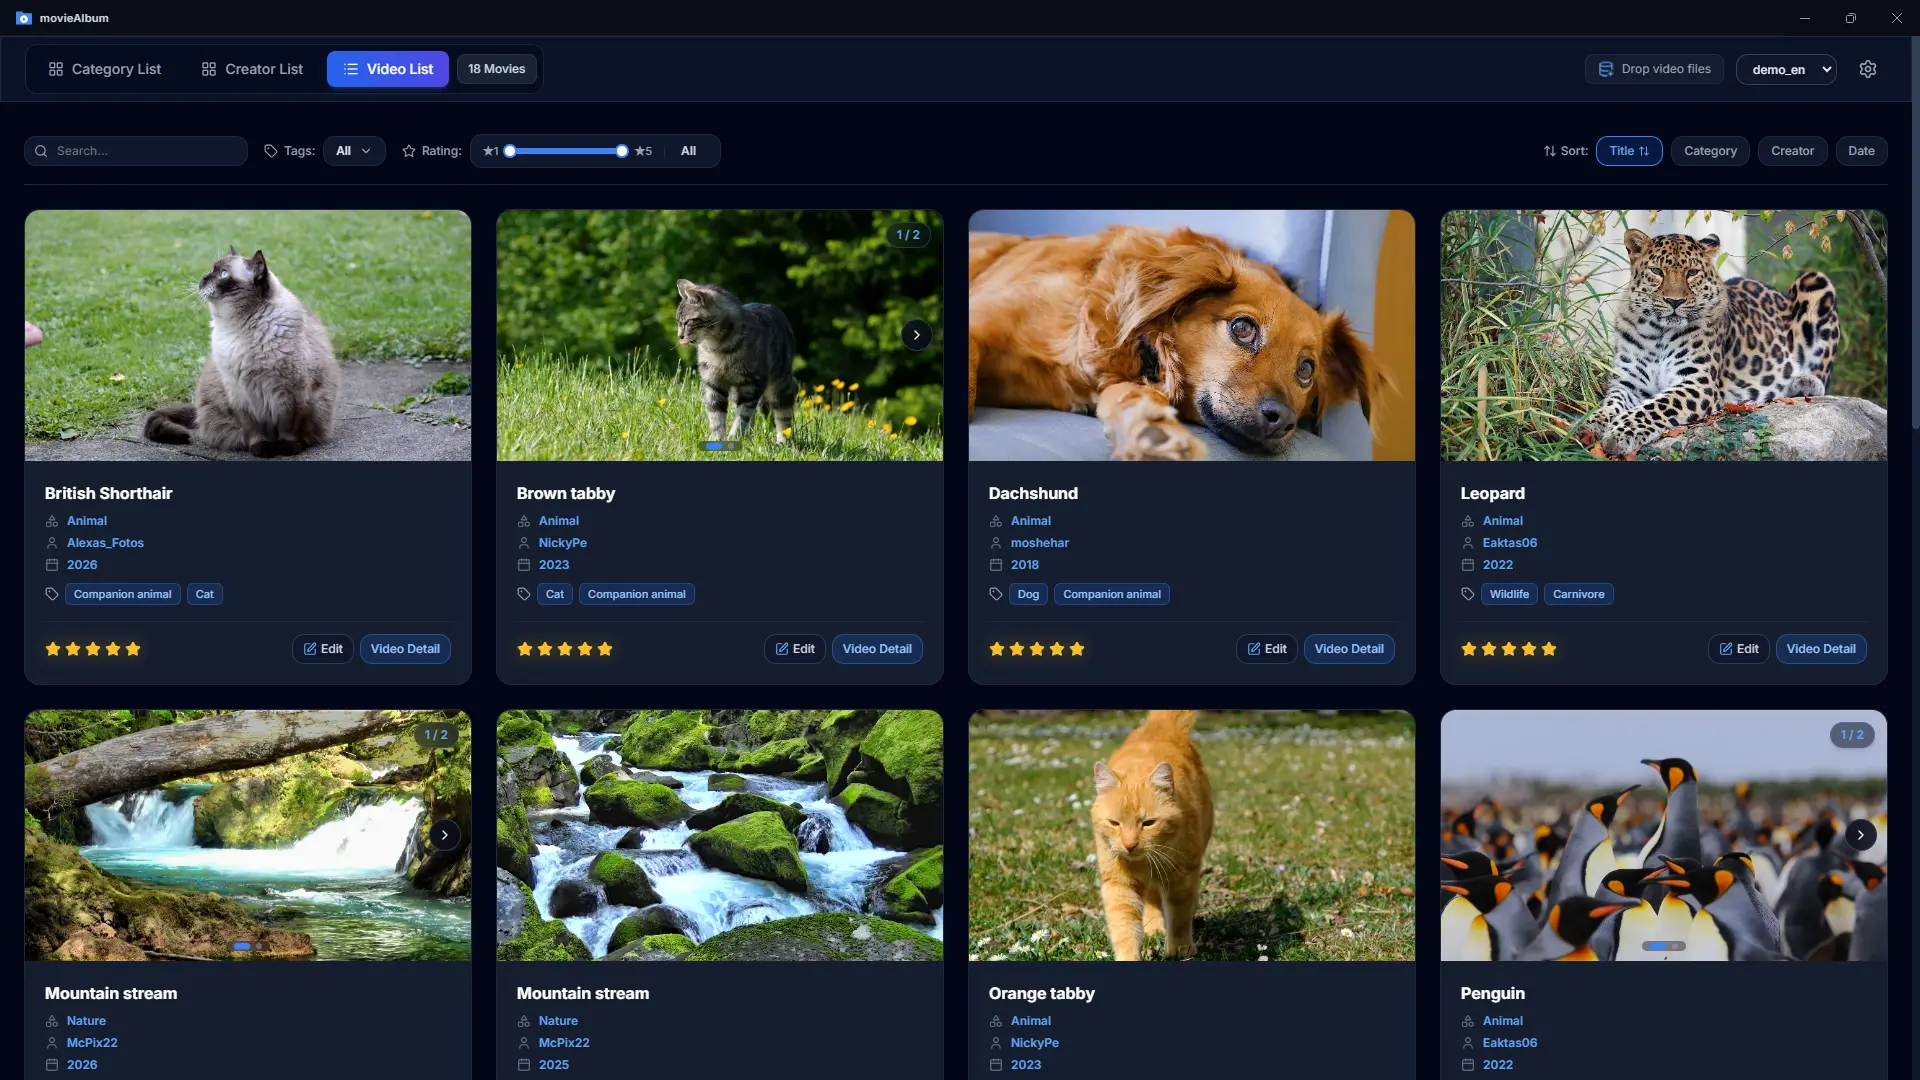 movieAlbum
Category List
Creator List
Video List
18 Movies
Drop video files
demo_en
Search...
Tags:
All
Rating:
★1
★5
All
Sort:
Title
Category
Creator
Date
1 / 2
British Shorthair
Animal
Alexas_Fotos
2026
Companion animal
Cat
Edit
Video Detail
Brown tabby
Animal
NickyPe
2023
Cat
Companion animal
Edit
Video Detail
Dachshund
Animal
moshehar
2018
Dog
Companion animal
Edit
Video Detail
Leopard
Animal
Eaktas06
2022
Wildlife
Carnivore
Edit
Video Detail
1 / 2
1 / 2
Mountain stream
Nature
McPix22
2026
Mountain stream
Nature
McPix22
2025
Orange tabby
Animal
NickyPe
2023
Penguin
Animal
Eaktas06
2022